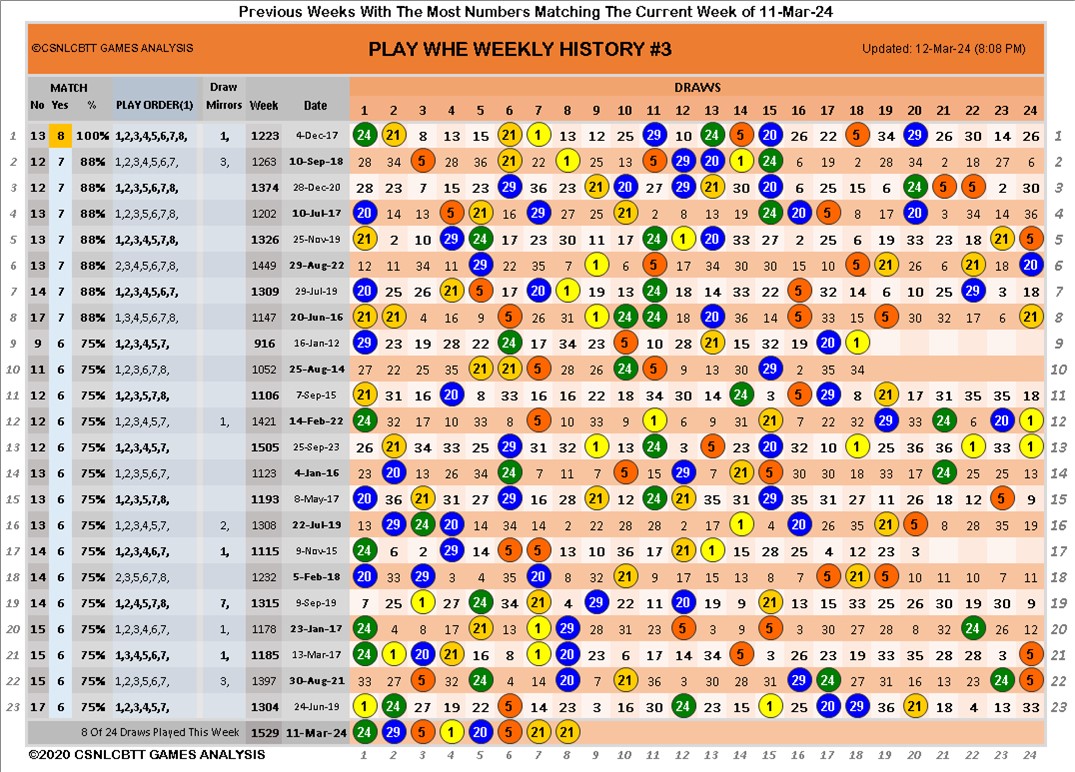 Previous Weeks With The Most Numbers Matching The Current Week of 11-Mar-24
©CSNLCBTT GAMES ANALYSIS PLAY WHE WEEKLY HISTORY #3 Updated: 12-Mar-24 (8:08 PM)
MATCH Draw DRAWS
No Yes % PLAY ORDER(1) Mirrors Week Date 1 2 3 4 5 6 7 8 9 10 11 12 13 14 15 16 17 18 19 20 21 22 23 24
1 13 8 100% 1,2,3,4,5,6,7,8, 1, 1223 4-Dec-17 24 21 8 13 15 21 1 13 12 25 29 10 24 5 20 26 22 5 34 29 26 30 14 26 1
2 12 7 88% 1,2,3,4,5,6,7, 3, 1263 10-Sep-18 28 34 5 28 36 21 22 1 25 13 5 29 20 1 24 6 19 2 28 34 2 18 27 6 2
3 12 7 88% 1,2,3,5,6,7,8, 1374 28-Dec-20 28 23 7 15 23 29 36 23 21 20 27 29 21 30 20 6 25 15 6 24 5 5 2 30 3
4 13 7 88% 1,2,3,5,6,7,8, 1202 10-Jul-17 20 14 13 5 21 16 29 27 25 21 2 8 13 19 24 20 5 8 17 20 3 34 14 36 4
5 13 7 88% 1,2,3,4,5,7,8, 1326 25-Nov-19 21 2 10 29 24 17 23 30 11 17 24 1 20 33 27 2 25 6 19 33 23 18 21 5 5
6 13 7 88% 2,3,4,5,6,7,8, 1449 29-Aug-22 12 11 34 11 29 22 35 7 1 6 5 17 34 30 30 15 10 5 21 26 6 21 18 20 6
7 14 7 88% 1,2,3,4,5,6,7, 1309 29-Jul-19 20 25 26 21 5 17 20 1 19 13 24 18 14 33 22 5 32 14 6 10 25 29 3 18 7
8 17 7 88% 1,3,4,5,6,7,8, 1147 20-Jun-16 21 21 4 16 9 5 26 31 1 24 24 18 20 36 16 5 33 15 5 30 32 8 4 21 8
9 9 6 75% 1,2,3,4,5,7, 916 16-Jan-12 29 23 19 28 22 24 17 34 23 5 10 28 21 15 32 19 20 1 9
10 11 6 75% 1,2,3,6,7,8, 1052 25-Aug-14 27 22 25 35 21 21 5 28 26 24 5 9 13 30 29 2 35 34 10
11 12 6 75% 1,2,5,7,8, 1106 7-Sep-15 21 31 16 20 8 33 16 16 22 18 34 30 14 24 3 5 29 8 21 17 31 35 35 18 11
12 12 6 75% 1,2,3,4,5,7, 1, 1421 14-Feb-22 24 32 17 10 33 8 5 10 33 9 1 6 9 31 21 7 22 32 29 33 24 6 20 1 12
13 12 6 75% 1,2,3,4,5,7, 1505 25-Sep-23 26 21 34 33 25 29 31 32 1 13 24 3 5 23 20 32 10 1 25 36 36 1 33 1 13
14 13 6 75% 1,2,3,5,6,7, 1123 4-Jan-16 23 20 13 26 34 24 7 11 7 5 15 29 7 21 5 30 30 18 33 17 24 25 23 13 14
15 13 6 75% 1,2,3,5,7,8, 1193 8-May-17 20 36 21 31 27 29 16 28 21 12 24 21 35 31 29 35 31 27 11 26 18 12 5 9 15
16 13 6 75% 1,2,3,4,5,7, 2, 1308 22-Jul-19 13 29 24 20 14 34 14 2 22 28 28 2 17 1 4 20 26 35 21 5 8 28 35 19 16
17 14 6 75% 1,2,3,4,6,7, 1, 1115 9-Nov-15 24 6 2 29 14 5 5 13 10 36 17 21 1 15 28 25 4 12 23 3 17
18 14 6 75% 2,3,5,6,7,8, 1232 5-Feb-18 20 33 29 3 4 35 20 8 32 21 9 17 15 13 8 7 5 21 5 10 11 10 7 11 18
19 14 6 75% 1,2,4,5,7,8, 7, 1315 9-Sep-19 7 25 1 27 24 34 21 4 29 22 11 20 19 9 21 13 15 33 25 26 30 19 30 9 19
20 15 6 75% 1,2,3,4,6,7, 1, 1178 23-Jan-17 24 4 8 17 21 13 1 29 28 31 23 5 3 15 5 8 30 27 28 8 32 24 26 12 20
21 15 6 75% 1,3,4,5,6,7, 1, 1185 13-Mar-17 24 1 20 21 16 8 1 20 23 6 17 14 34 5 3 26 23 19 33 35 28 28 3 5 21
22 15 6 75% 1,2,3,5,6,7, 3, 1397 30-Aug-21 33 27 5 32 24 4 14 20 10 21 36 3 30 28 31 29 24 27 31 16 13 23 24 5 22
23 17 6 75% 1,2,3,4,5,7, 1304 24-Jun-19 1 24 27 19 22 5 14 23 3 16 30 24 23 15 1 25 20 29 36 21 18 4 13 33 23
8 Of 24 Draws Played This Week 1529 11-Mar-24 24 29 5 1 20 5 21 21
©2020 CSNLCBTT GAMES ANALYSIS 1 2 3 4 5 6 7 8 9 10 11 12 13 14 15 16 17 18 19 20 21 22 23 24